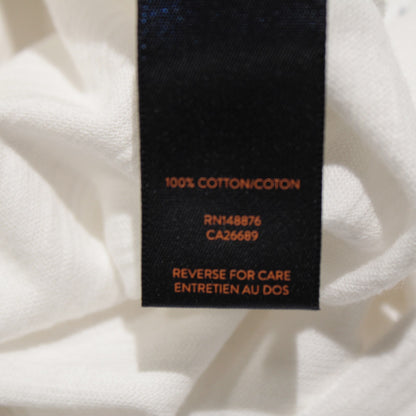 100% COTTON/COTON
RN148876
CA26689
REVERSE FOR CARE
ENTRETIEN AU DOS